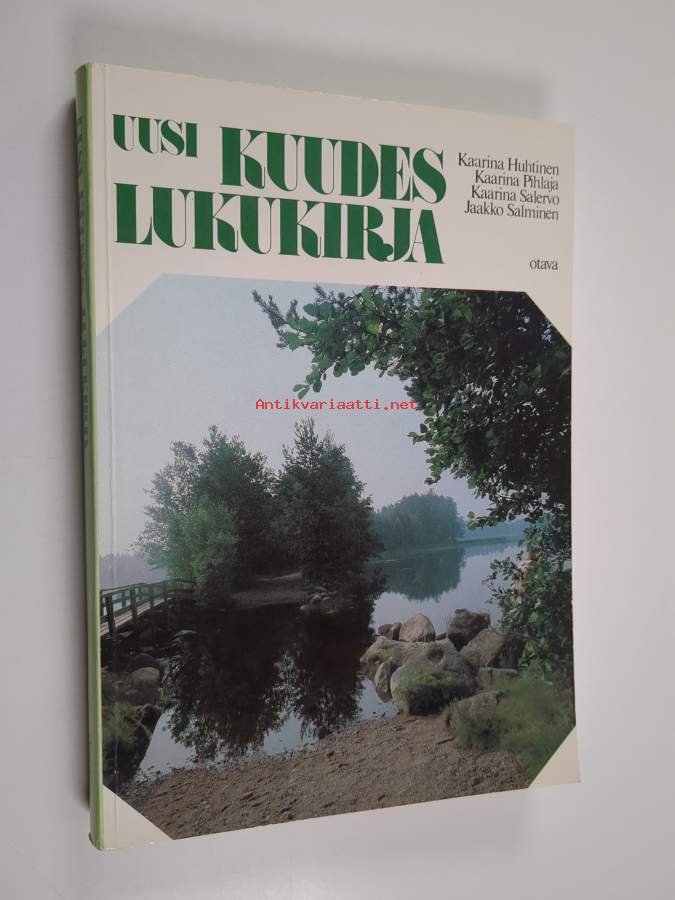 UUSI KUUDES
LUKUKIRJA
Kaarina Huhtinen
Kaarina Pihlaja
Kaarina Salervo
Jaakko Salminen
otava
Antikvariaatti.net